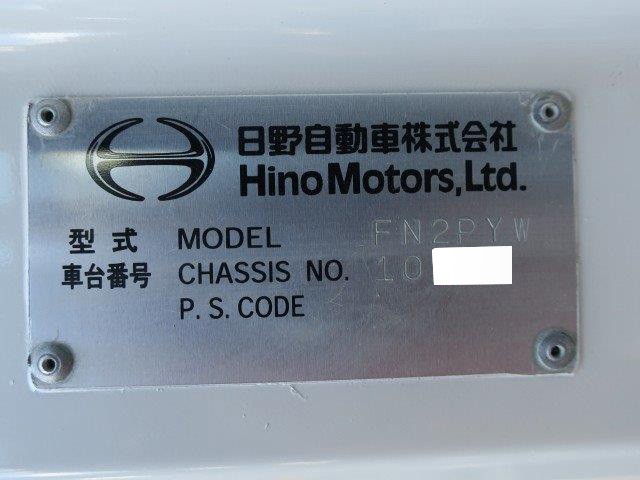 日野自動車株式会社
Hino Motors, Ltd.
型式 MODEL FN2PYW
車台番号 CHASSIS NO. 10
P. S. CODE